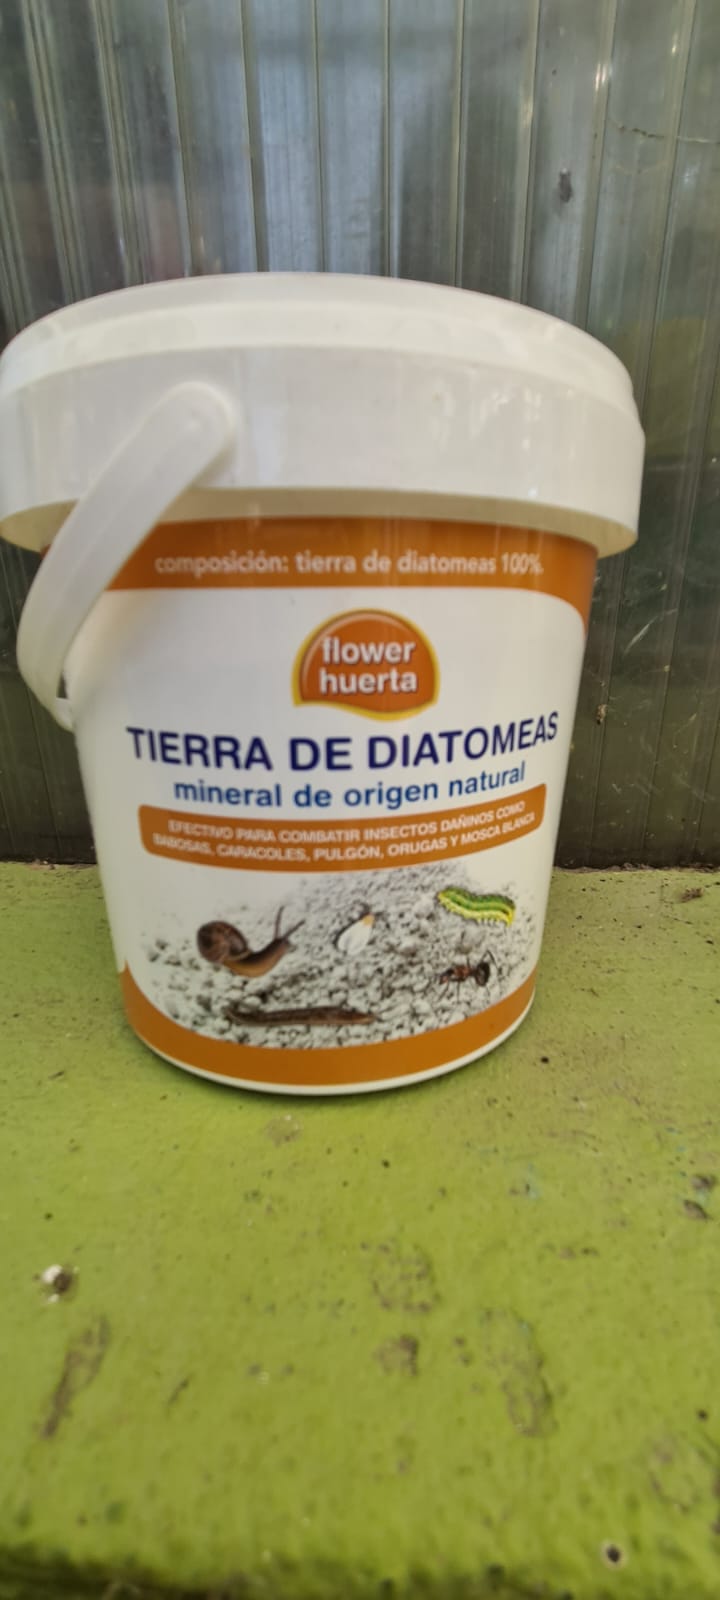 composición: tierra de diatomeas 100%.
flower
huerta
TIERRA DE DIATOMEAS
mineral de origen natural
EFECTIVO PARA COMBATIR INSECTOS DAÑINOS COMO
BABOSAS, CARACOLES, PULGÓN, ORUGAS Y MOSCA BLANCA